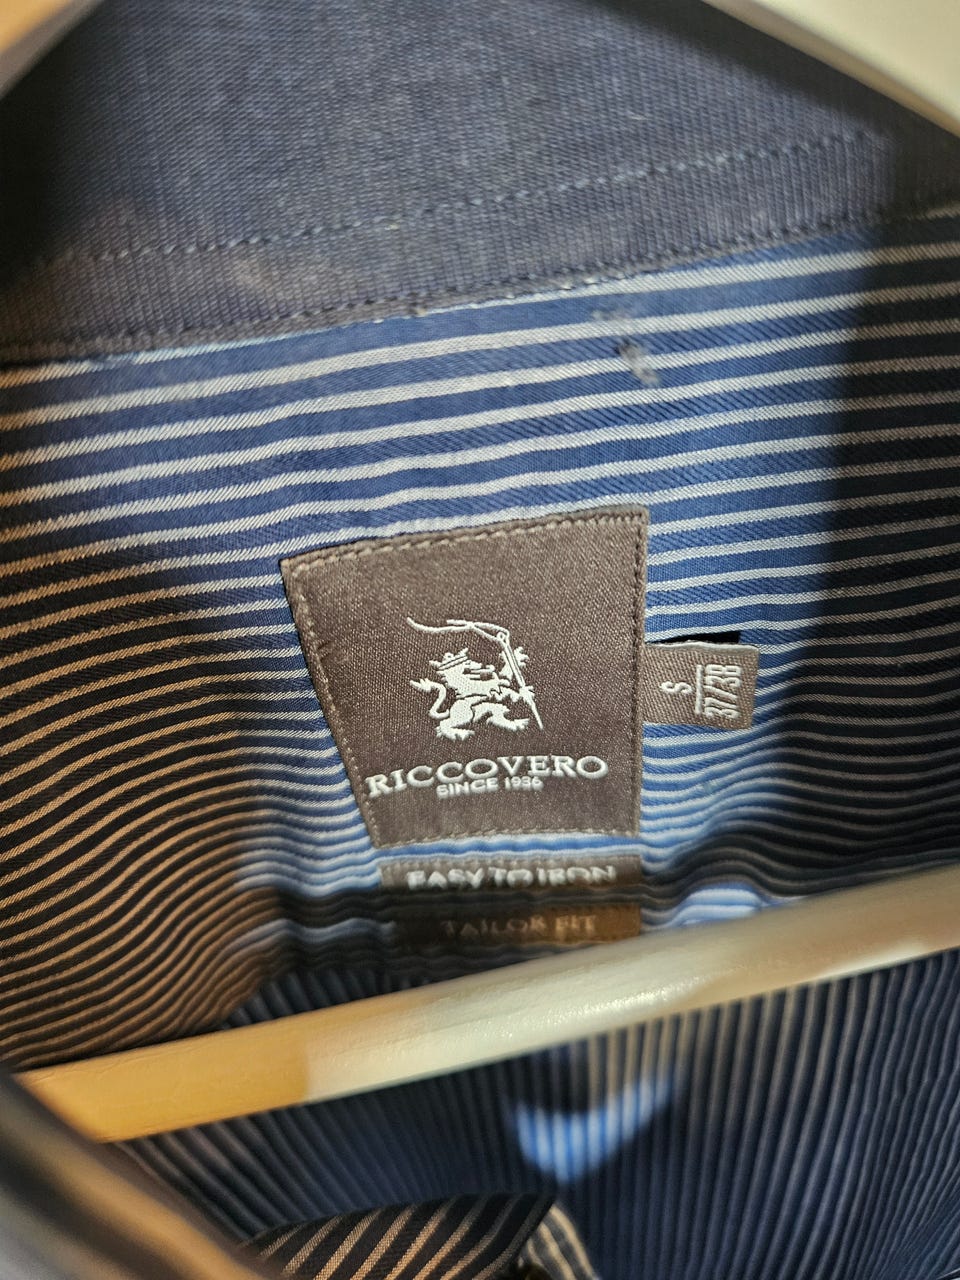 RICCOVERO
SINCE 1936
S
37/38
EASY TO IRON
TAILOR FIT